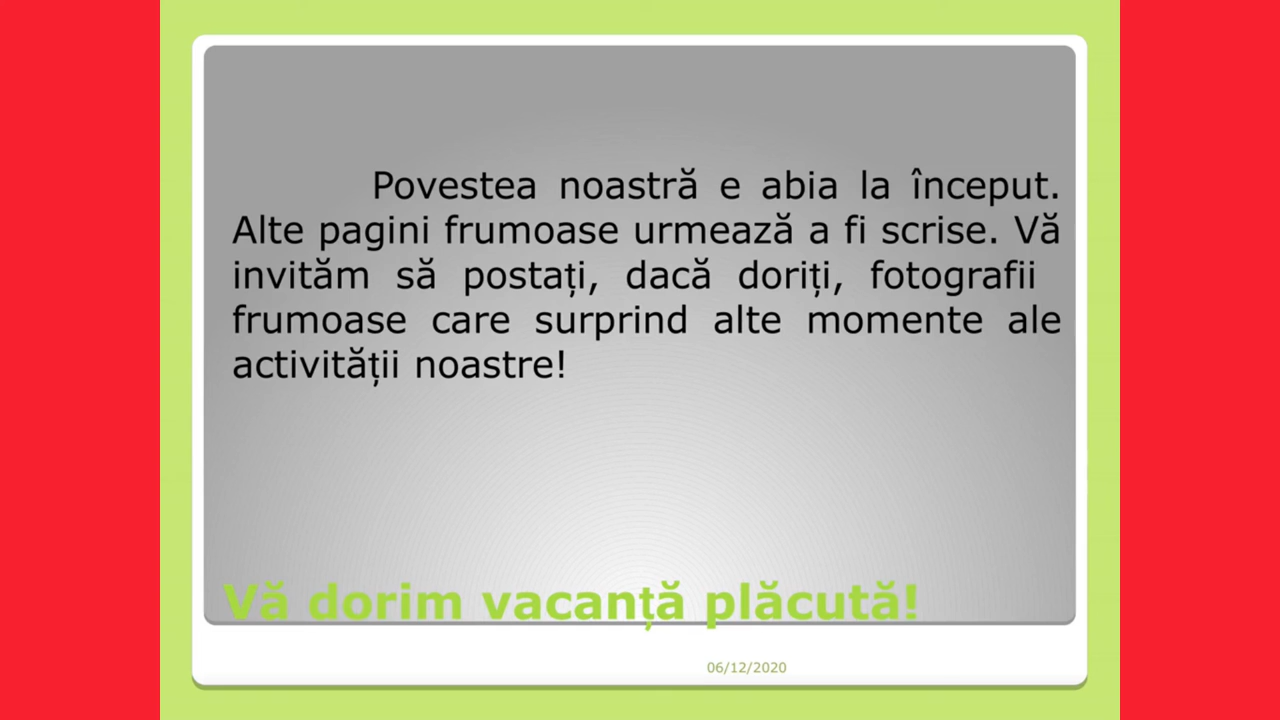 Povestea noastră e abia la început.
Alte pagini frumoase urmează a fi scrise. Vă
invităm să postați, dacă doriți, fotografii
frumoase care surprind alte momente ale
activității noastre!
Vă dorim vacanță plăcută!
06/12/2020